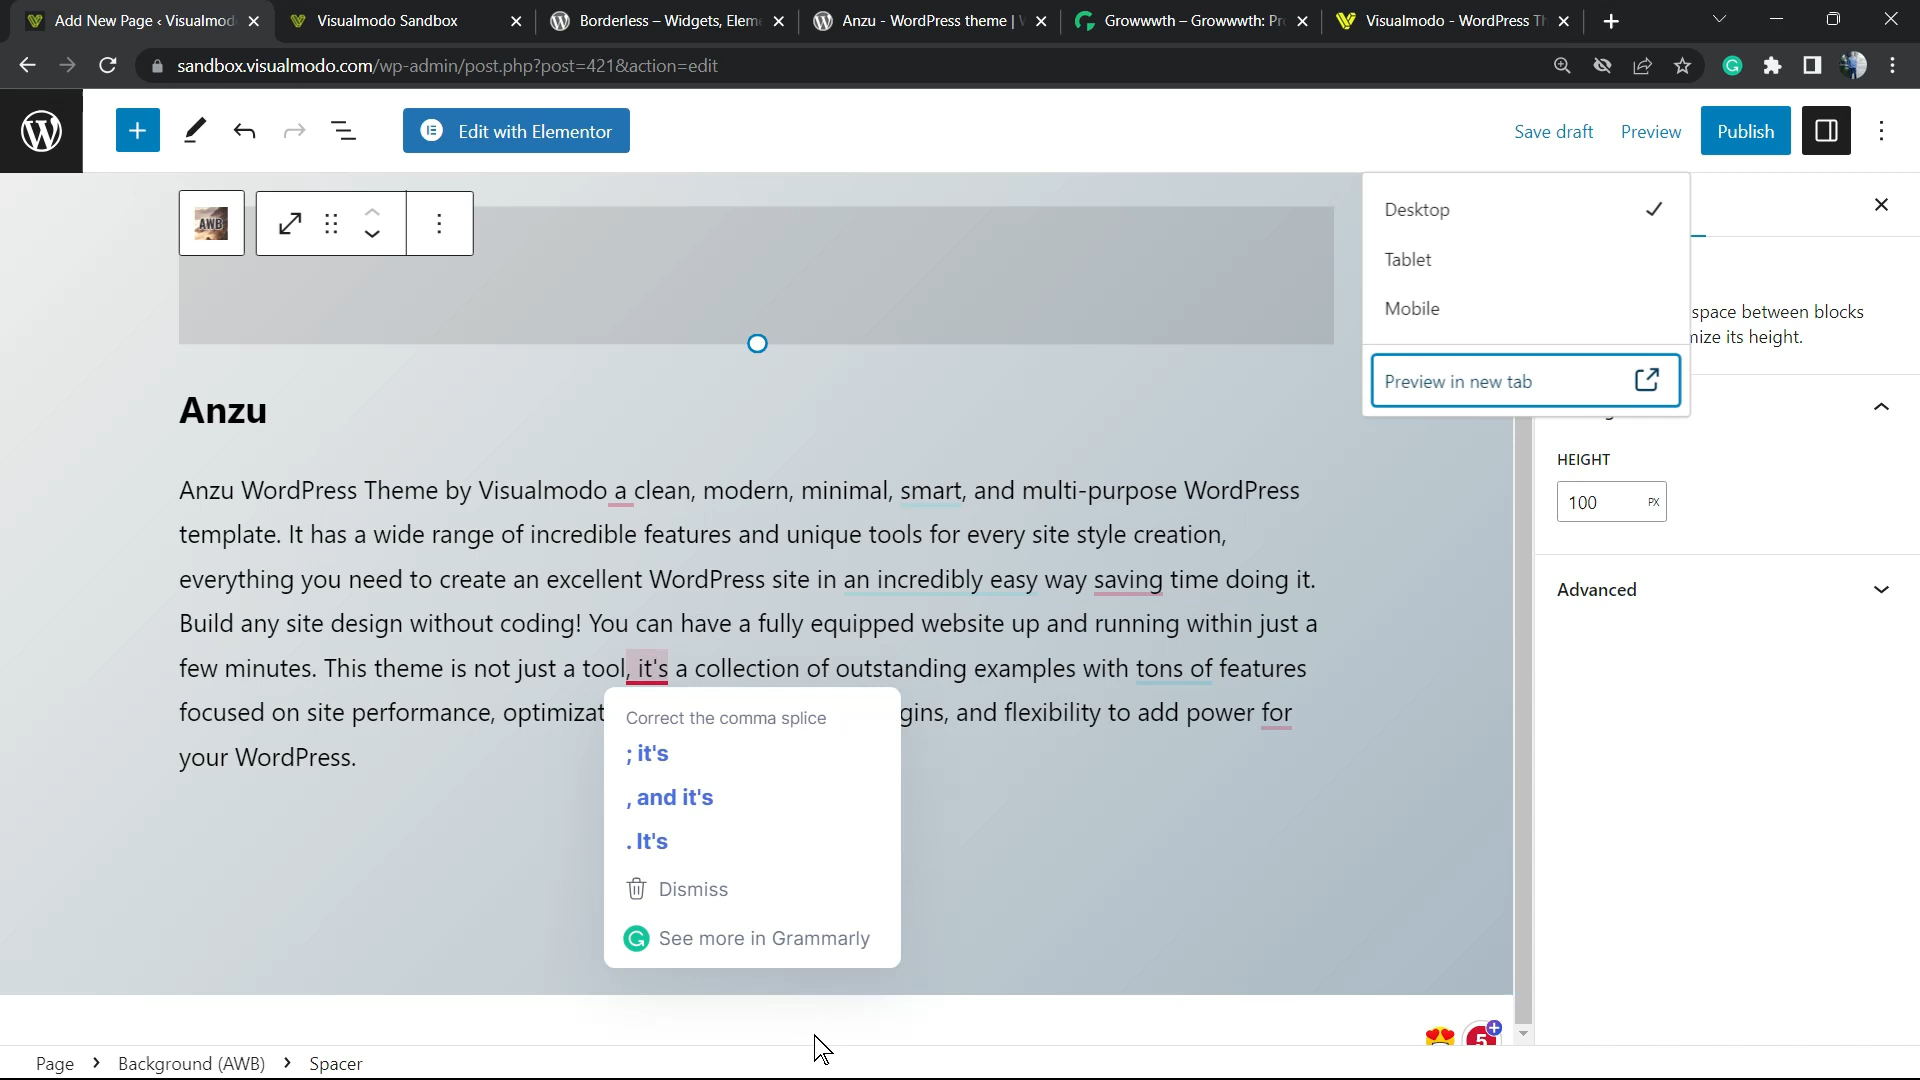 Add New Page ‹ Visualmod
Visualmodo Sandbox
Borderless – Widgets, Elem
Anzu - WordPress theme |
Growwwth – Growwwth: Pr
Visualmodo - WordPress Th
sandbox.visualmodo.com/wp-admin/post.php?post=421&action=edit
Edit with Elementor
Save draft
Preview
Publish
AWB
Desktop
Tablet
Mobile
Preview in new tab
space between blocks
mize its height.
HEIGHT
100
PX
Advanced
Anzu
Anzu WordPress Theme by Visualmodo a clean, modern, minimal, smart, and multi-purpose WordPress
template. It has a wide range of incredible features and unique tools for every site style creation,
everything you need to create an excellent WordPress site in an incredibly easy way saving time doing it.
Build any site design without coding! You can have a fully equipped website up and running within just a
few minutes. This theme is not just a tool, it's a collection of outstanding examples with tons of features
focused on site performance, optimizat gins, and flexibility to add power for
your WordPress.
Correct the comma splice
; it's
, and it's
. It's
Dismiss
See more in Grammarly
5
Page > Background (AWB) > Spacer